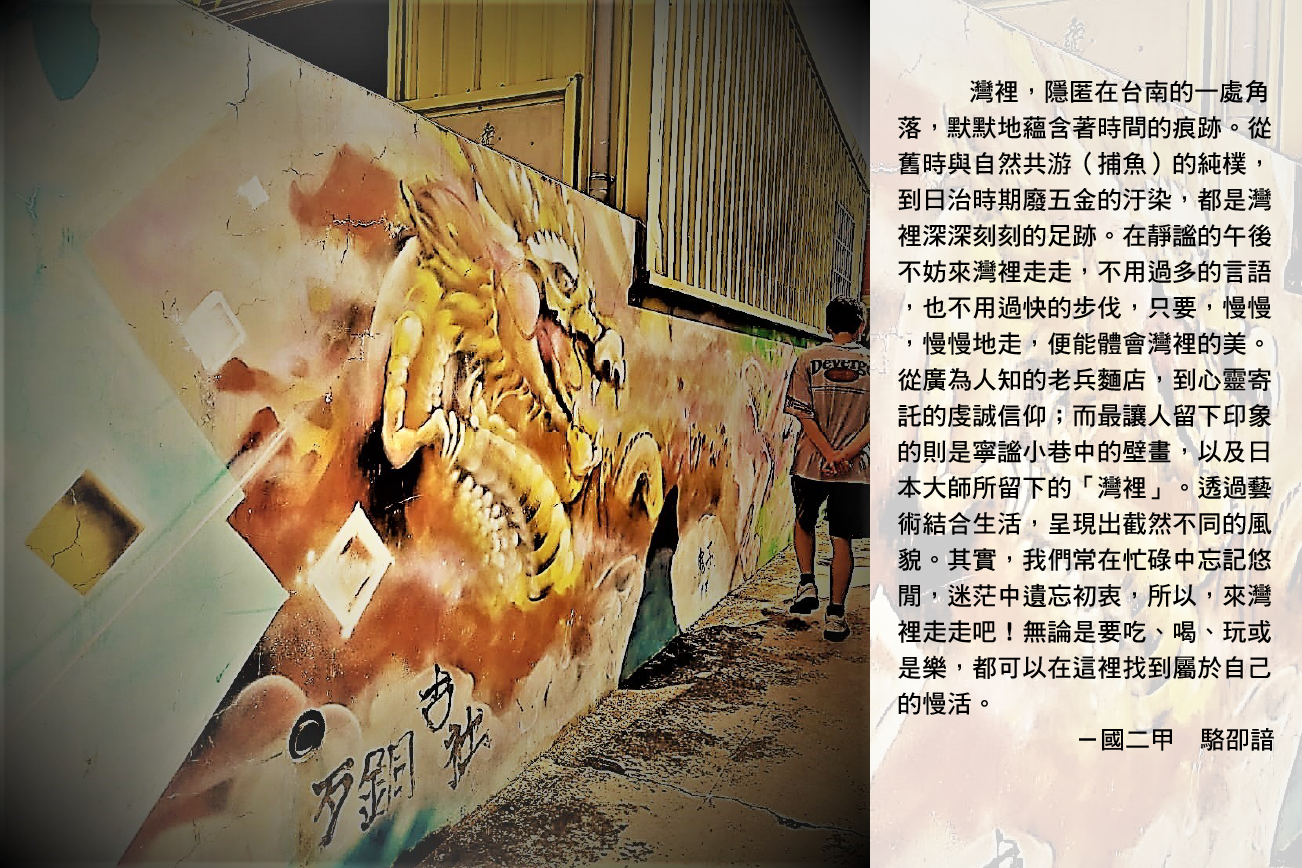 灣裡，隱匿在台南的一處角
落，默默地蘊含著時間的痕跡。從
舊時與自然共游（捕魚）的純樸，
到日治時期廢五金的汙染，都是灣
裡深深刻刻的足跡。在靜謐的午後
不妨來灣裡走走，不用過多的言語
，也不用過快的步伐，只要，慢慢
，慢慢地走，便能體會灣裡的美。
從廣為人知的老兵麵店，到心靈寄
託的虔誠信仰；而最讓人留下印象
的則是寧謐小巷中的壁畫，以及日
本大師所留下的「灣裡」。透過藝
術結合生活，呈現出截然不同的風
貌。其實，我們常在忙碌中忘記悠
閒，迷茫中遺忘初衷，所以，來灣
裡走走吧！無論是要吃、喝、玩或
是樂，都可以在這裡找到屬於自己
的慢活。
－國二甲　駱卲諳